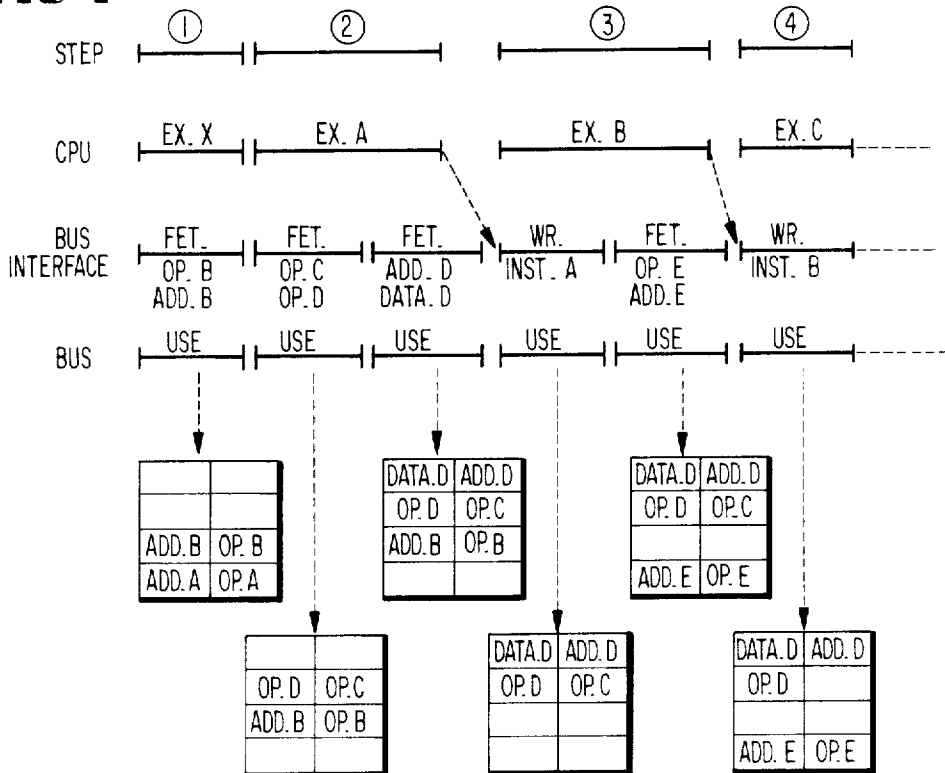 ① ② ③ ④
STEP
CPU EX. X EX. A EX. B EX. C
BUS INTERFACE
FET. OP. B ADD. B
FET. OP. C OP. D
FET. ADD. D DATA. D
WR. INST. A
FET. OP. E ADD. E
WR. INST. B
BUS USE USE USE USE USE USE
ADD. B OP. B
ADD. A OP. A
DATA. D ADD. D
OP. D OP. C
ADD. B OP. B
DATA. D ADD. D
OP. D OP. C
ADD. E OP. E
OP. D OP. C
ADD. B OP. B
DATA. D ADD. D
OP. D OP. C
DATA. D ADD. D
OP. D
ADD. E OP. E